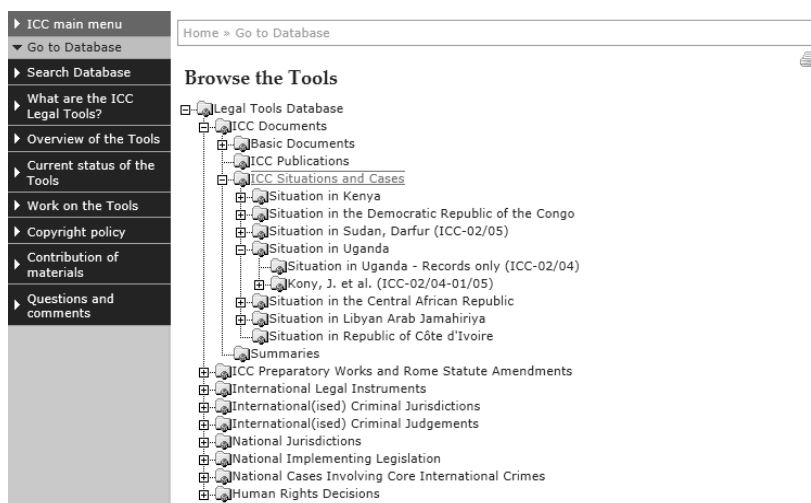 ICC main menu
Go to Database
Search Database
What are the ICC
Legal Tools?
Overview of the Tools
Current status of the
Tools
Work on the Tools
Copyright policy
Contribution of
materials
Questions and
comments
Home » Go to Database
Browse the Tools
Legal Tools Database
ICC Documents
Basic Documents
ICC Publications
ICC Situations and Cases
Situation in Kenya
Situation in the Democratic Republic of the Congo
Situation in Sudan, Darfur (ICC-02/05)
Situation in Uganda
Situation in Uganda - Records only (ICC-02/04)
Kony, J. et al. (ICC-02/04-01/05)
Situation in the Central African Republic
Situation in Libyan Arab Jamahiriya
Situation in Republic of Côte d'Ivoire
Summaries
ICC Preparatory Works and Rome Statute Amendments
International Legal Instruments
International(ised) Criminal Jurisdictions
International(ised) Criminal Judgements
National Jurisdictions
National Implementing Legislation
National Cases Involving Core International Crimes
Human Rights Decisions